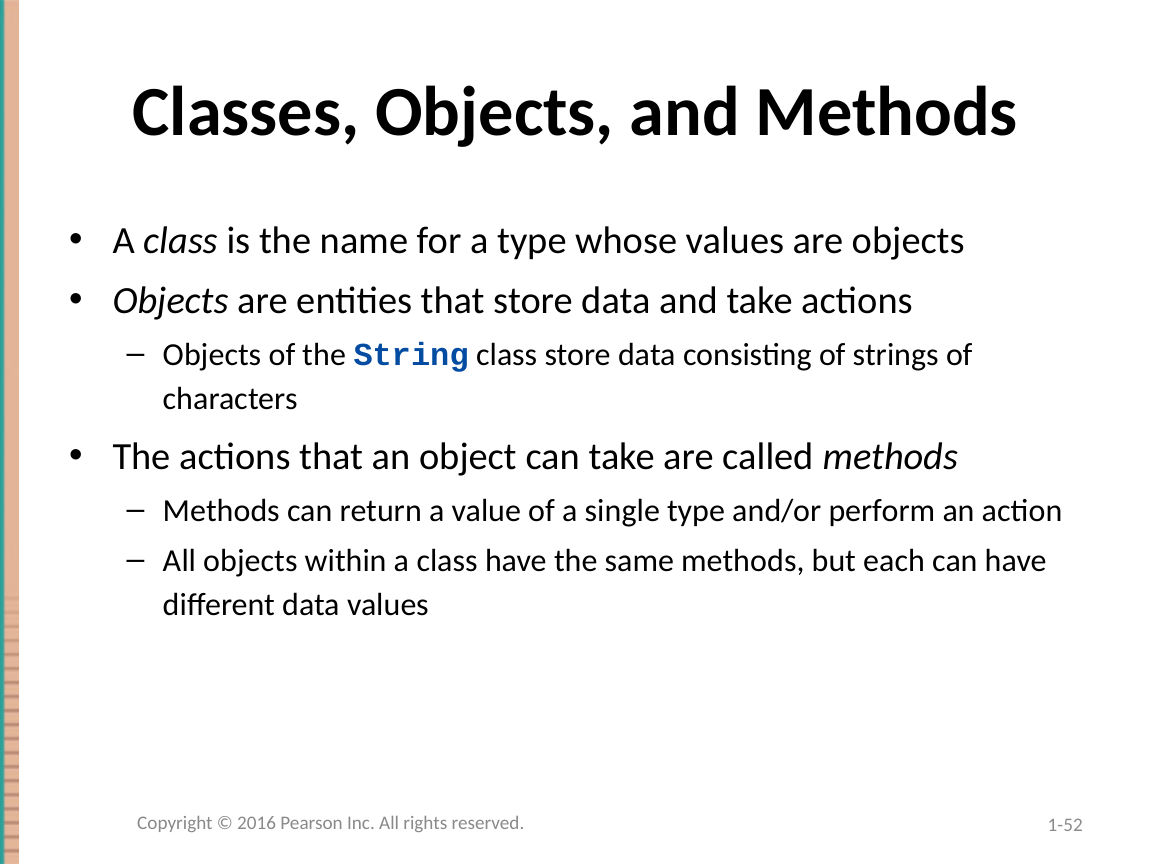 Classes, Objects, and Methods
• A class is the name for a type whose values are objects
• Objects are entities that store data and take actions
– Objects of the String class store data consisting of strings of
characters
• The actions that an object can take are called methods
– Methods can return a value of a single type and/or perform an action
– All objects within a class have the same methods, but each can have
different data values
Copyright © 2016 Pearson Inc. All rights reserved.
1-52